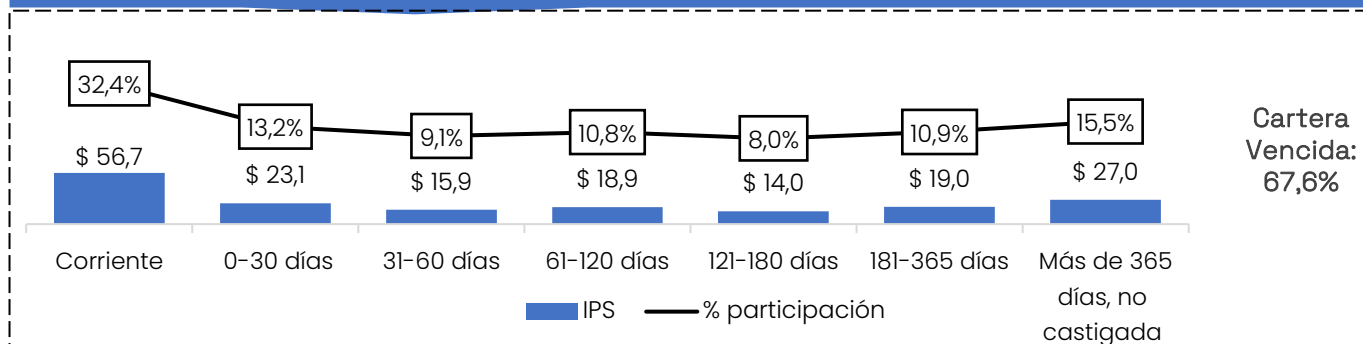 32,4%
13,2%
9,1%
10,8%
8,0%
10,9%
15,5%
$ 56,7
$ 23,1
$ 15,9
$ 18,9
$ 14,0
$ 19,0
$ 27,0
Corriente
0-30 días
31-60 días
61-120 días
121-180 días
181-365 días
Más de 365
días, no
castigada
IPS
% participación
Cartera
Vencida:
67,6%